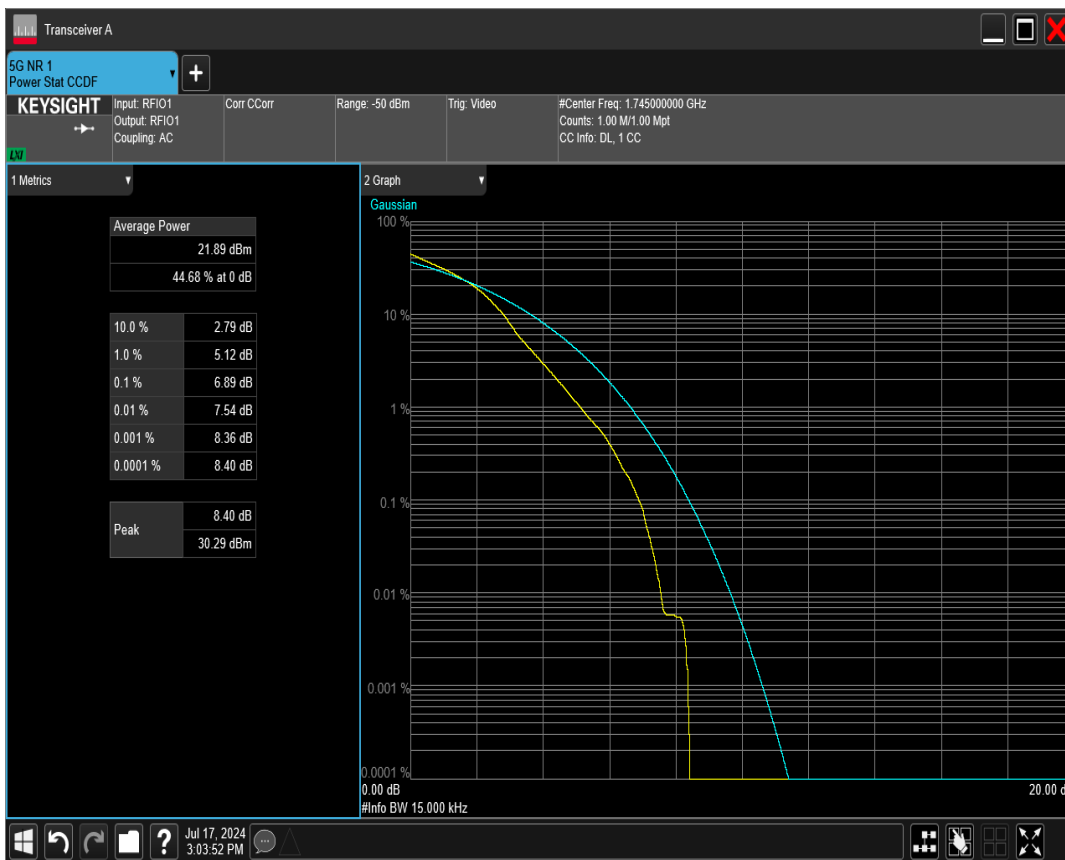 Transceiver A
5G NR 1
Power Stat CCDF
+
KEYSIGHT
LXI
Input: RFIO1
Output: RFIO1
Coupling: AC
Corr CCorr
Range: -50 dBm
Trig: Video
#Center Freq: 1.745000000 GHz
Counts: 1.00 M/1.00 Mpt
CC Info: DL, 1 CC
1 Metrics
Average Power
21.89 dBm
44.68 % at 0 dB
10.0 % 2.79 dB
1.0 % 5.12 dB
0.1 % 6.89 dB
0.01 % 7.54 dB
0.001 % 8.36 dB
0.0001 % 8.40 dB
Peak
8.40 dB
30.29 dBm
2 Graph
Gaussian
100 %
10 %
1 %
0.1 %
0.01 %
0.001 %
0.0001 %
0.00 dB
20.00 d
#Info BW 15.000 kHz
?
Jul 17, 2024
3:03:52 PM